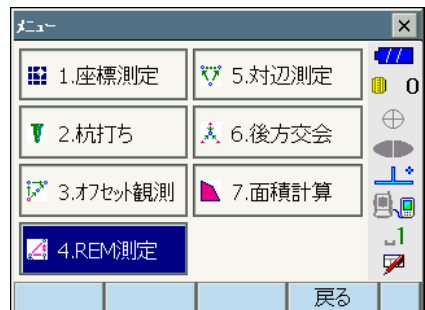 ﾒﾆｭｰ
1.座標測定
5.対辺測定
2.杭打ち
6.後方交会
3.ｵﾌｾｯﾄ観測
7.面積計算
4.REM測定
0
1
戻る